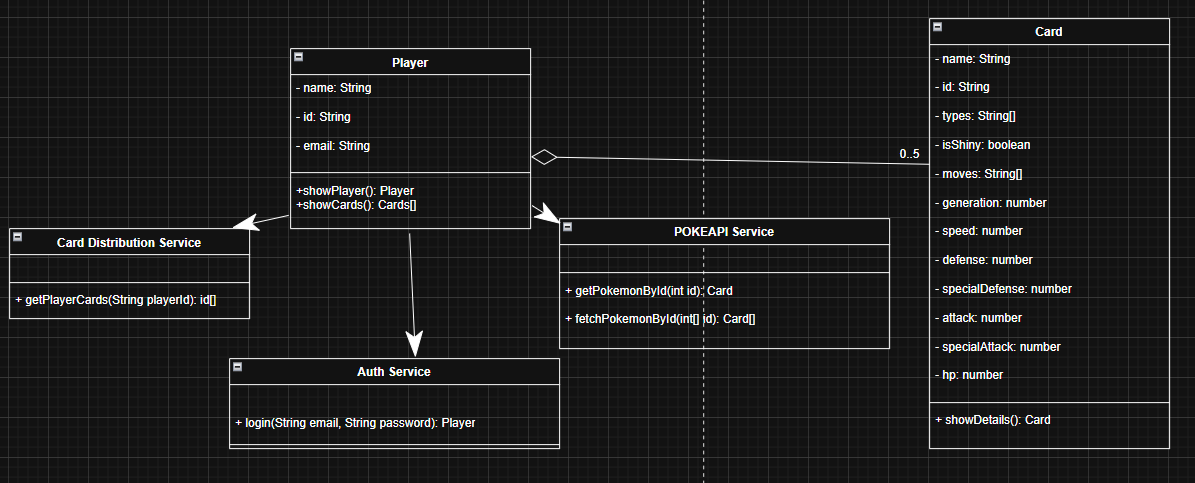 Player
- name: String
- id: String
- email: String
+showPlayer(): Player
+showCards(): Cards[]
0..5
Card
- name: String
- id: String
- types: String[]
- isShiny: boolean
- moves: String[]
- generation: number
- speed: number
- defense: number
- specialDefense: number
- attack: number
- specialAttack: number
- hp: number
+ showDetails(): Card
Card Distribution Service
+ getPlayerCards(String playerId): id[]
POKEAPI Service
+ getPokemonById(int id): Card
+ fetchPokemonById(int[] id): Card[]
Auth Service
+ login(String email, String password): Player